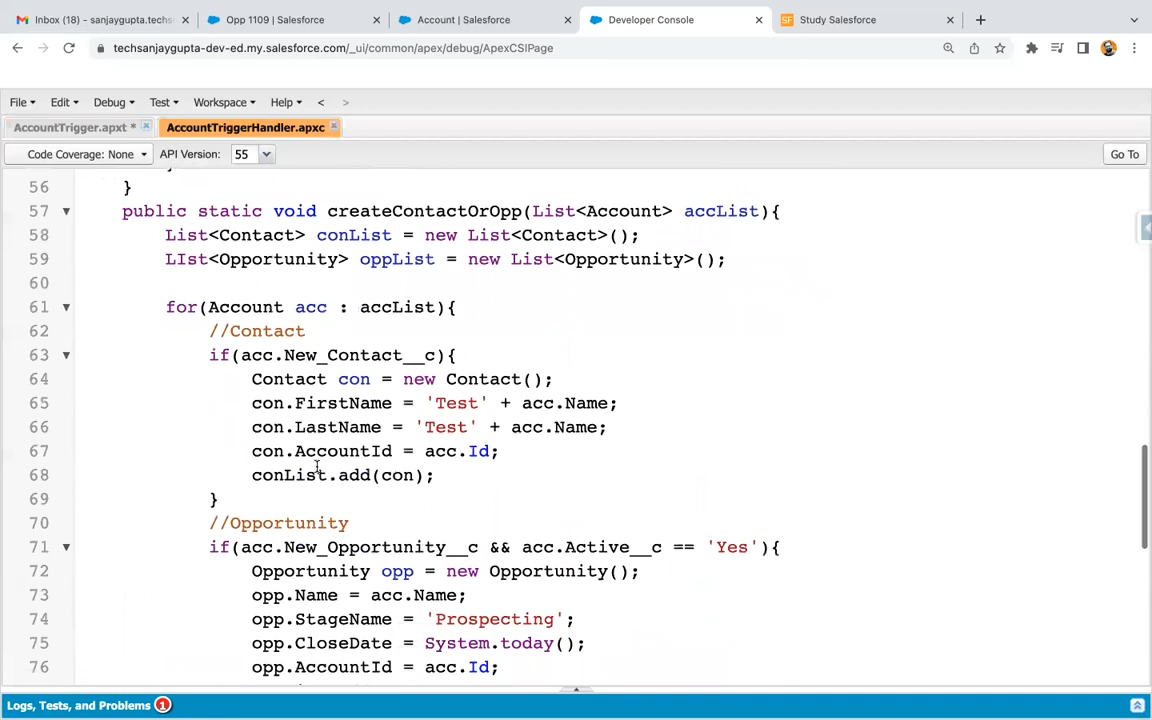 Inbox (18) - sanjaygupta.techs
Opp 1109 | Salesforce
Account | Salesforce
Developer Console
Study Salesforce
techsanjaygupta-dev-ed.my.salesforce.com/_ui/common/apex/debug/ApexCSIPage
File Edit Debug Test Workspace Help < >
AccountTrigger.apxt * AccountTriggerHandler.apxc
Code Coverage: None API Version: 55 Go To
56 }
57 public static void createContactOrOpp(List<Account> accList){
58 List<Contact> conList = new List<Contact>();
59 LIst<Opportunity> oppList = new List<Opportunity>();
60
61 for(Account acc : accList){
62 //Contact
63 if(acc.New_Contact__c){
64 Contact con = new Contact();
65 con.FirstName = 'Test' + acc.Name;
66 con.LastName = 'Test' + acc.Name;
67 con.AccountId = acc.Id;
68 conList.add(con);
69 }
70 //Opportunity
71 if(acc.New_Opportunity__c && acc.Active__c == 'Yes'){
72 Opportunity opp = new Opportunity();
73 opp.Name = acc.Name;
74 opp.StageName = 'Prospecting';
75 opp.CloseDate = System.today();
76 opp.AccountId = acc.Id;
Logs, Tests, and Problems 1